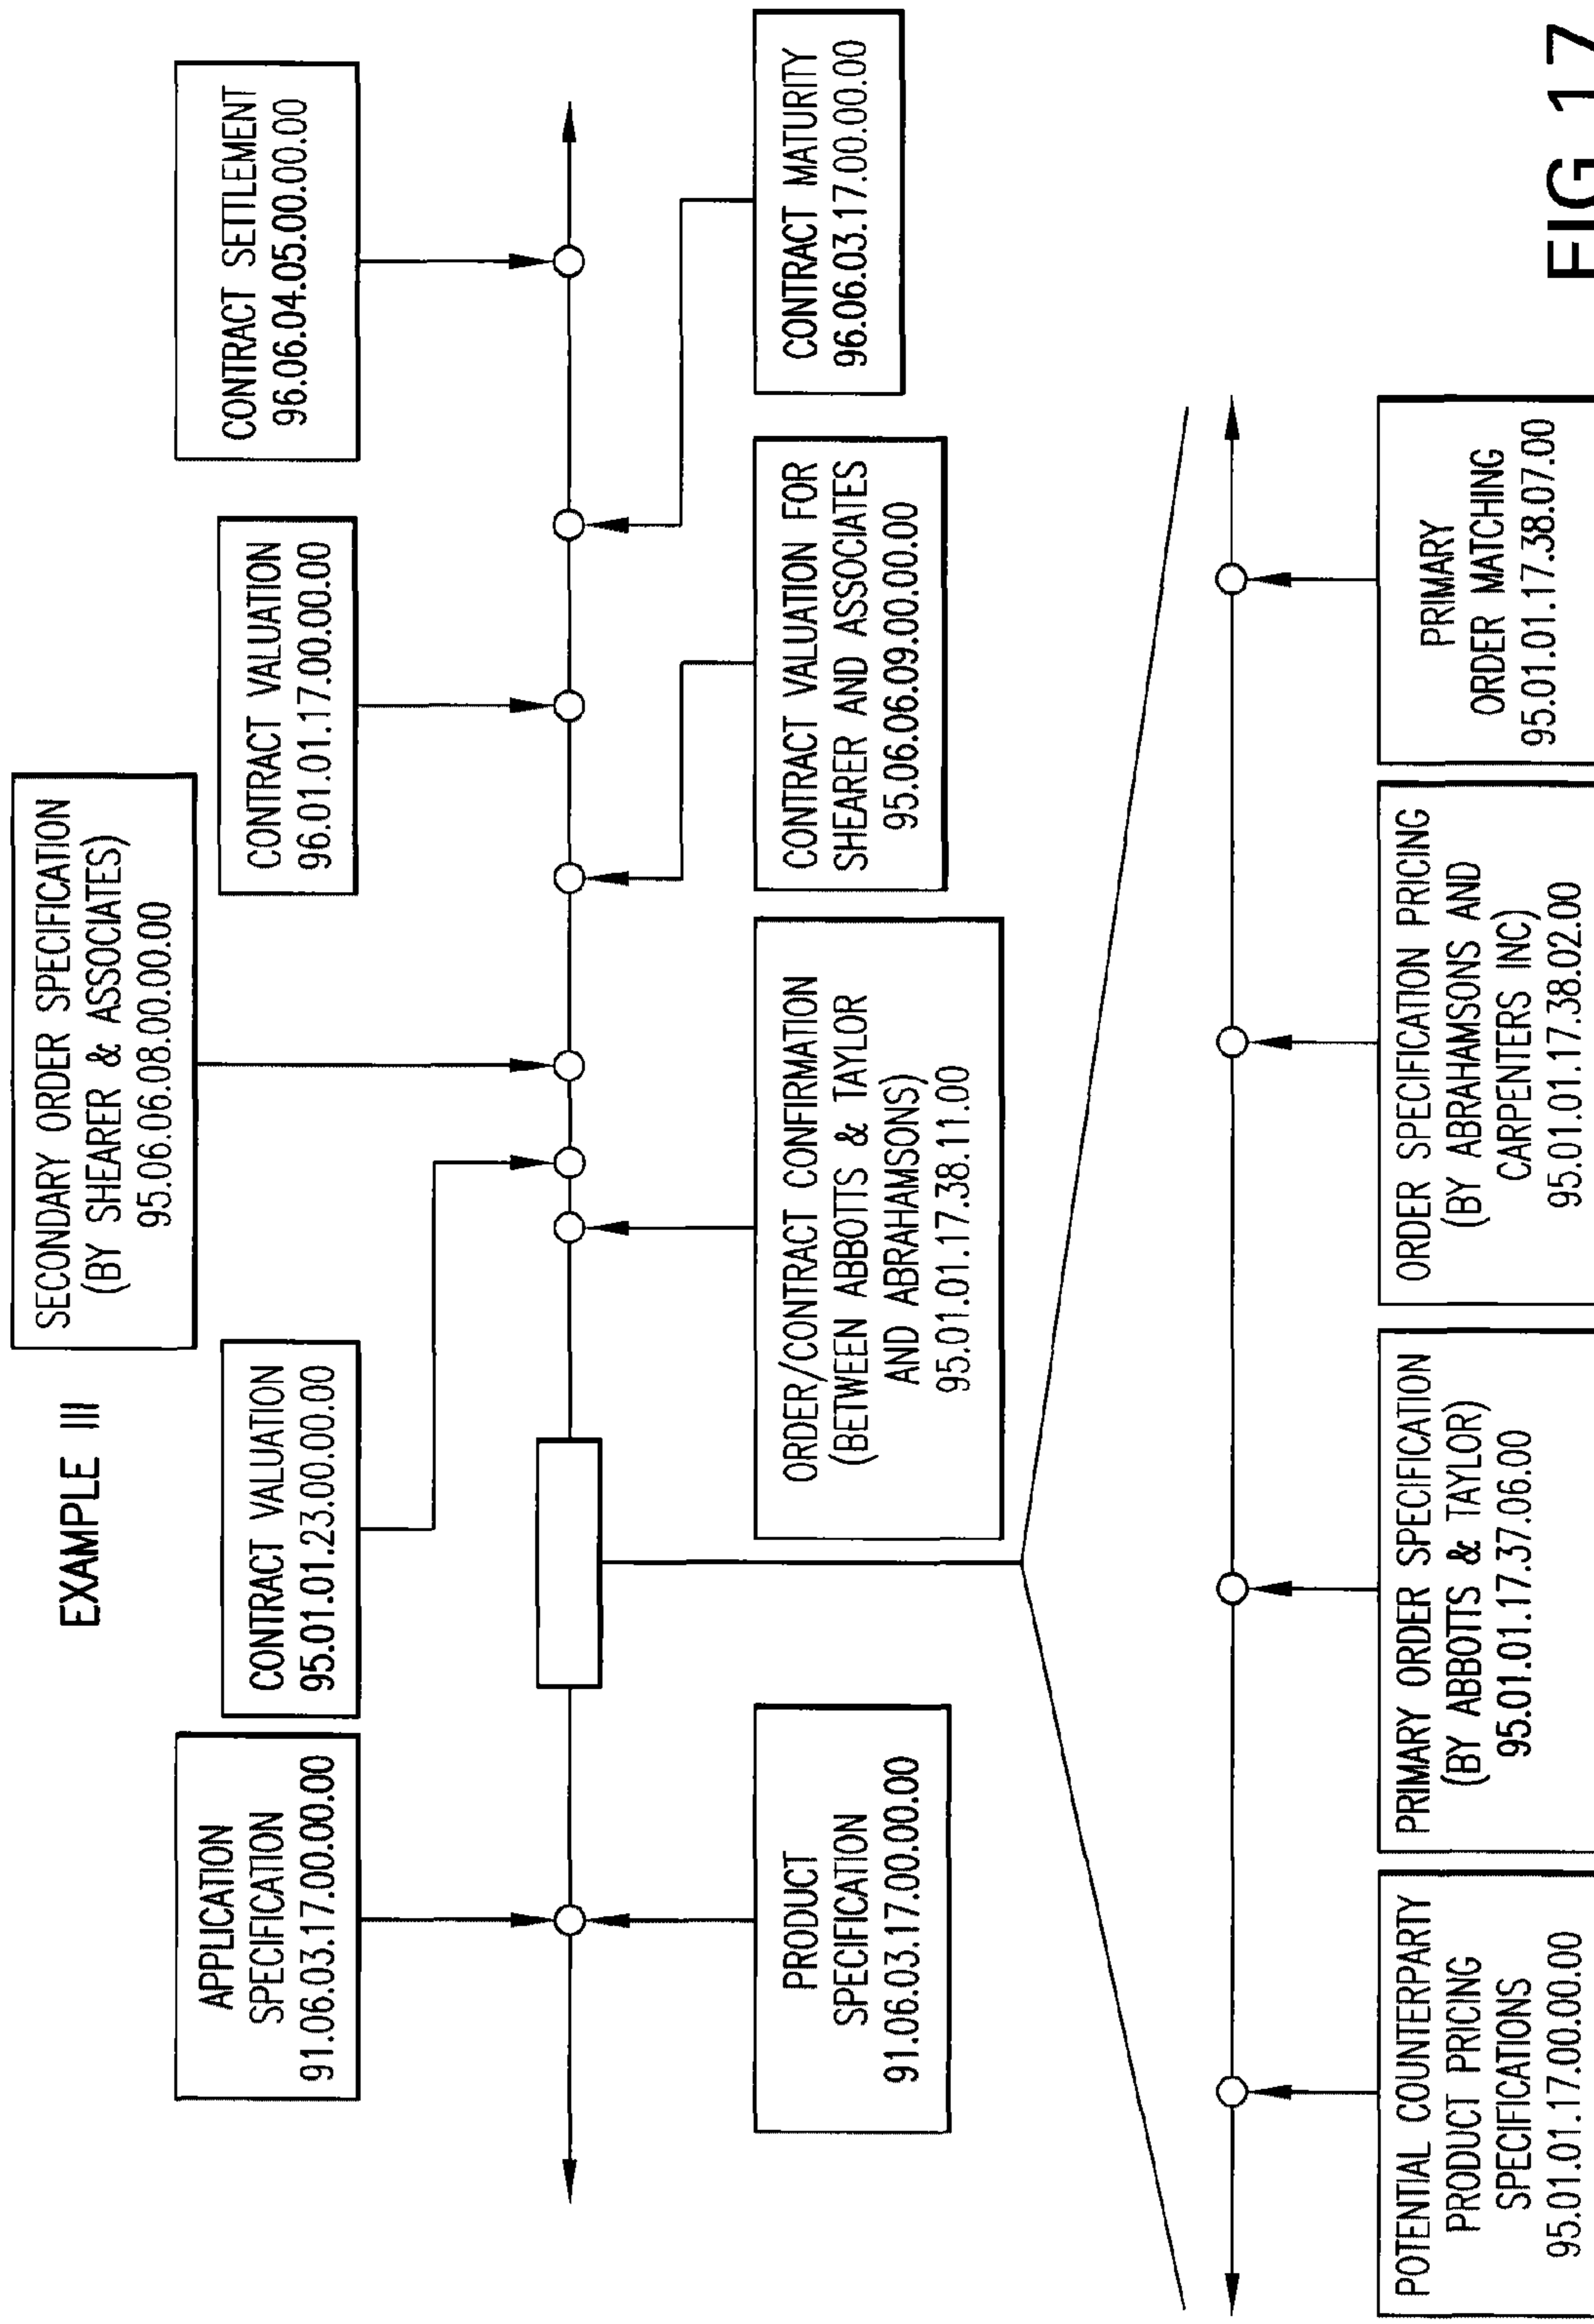 EXAMPLE III
SECONDARY ORDER SPECIFICATION
(BY SHEARER & ASSOCIATES)
95.06.06.08.00.00.00
APPLICATION
SPECIFICATION
91.06.03.17.00.00.00
CONTRACT VALUATION
95.01.01.23.00.00.00
CONTRACT VALUATION
96.01.01.17.00.00.00
CONTRACT SETTLEMENT
96.06.04.05.00.00.00
PRODUCT
SPECIFICATION
91.06.03.17.00.00.00
ORDER/CONTRACT CONFIRMATION
(BETWEEN ABBOTTS & TAYLOR
AND ABRAHAMSONS)
95.01.01.17.38.11.00
CONTRACT VALUATION FOR
SHEARER AND ASSOCIATES
95.06.06.09.00.00.00
CONTRACT MATURITY
96.06.03.17.00.00.00
POTENTIAL COUNTERPARTY
PRODUCT PRICING
SPECIFICATIONS
95.01.01.17.00.00.00
PRIMARY ORDER SPECIFICATION
(BY ABBOTTS & TAYLOR)
95.01.01.17.37.06.00
ORDER SPECIFICATION PRICING
(BY ABRAHAMSONS AND
CARPENTERS INC)
95.01.01.17.38.02.00
PRIMARY
ORDER MATCHING
95.01.01.17.38.07.00
FIG.17